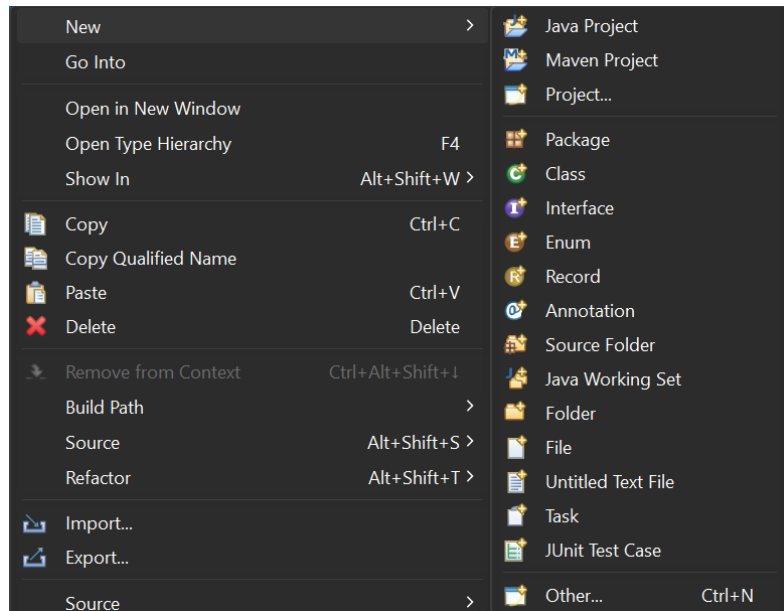 New >
Go Into
Open in New Window
Open Type Hierarchy F4
Show In Alt+Shift+W >
Copy Ctrl+C
Copy Qualified Name
Paste Ctrl+V
Delete Delete
Remove from Context Ctrl+Alt+Shift+↓
Build Path >
Source Alt+Shift+S >
Refactor Alt+Shift+T >
Import...
Export...
Source >
Java Project
Maven Project
Project...
Package
Class
Interface
Enum
Record
Annotation
Source Folder
Java Working Set
Folder
File
Untitled Text File
Task
JUnit Test Case
Other... Ctrl+N